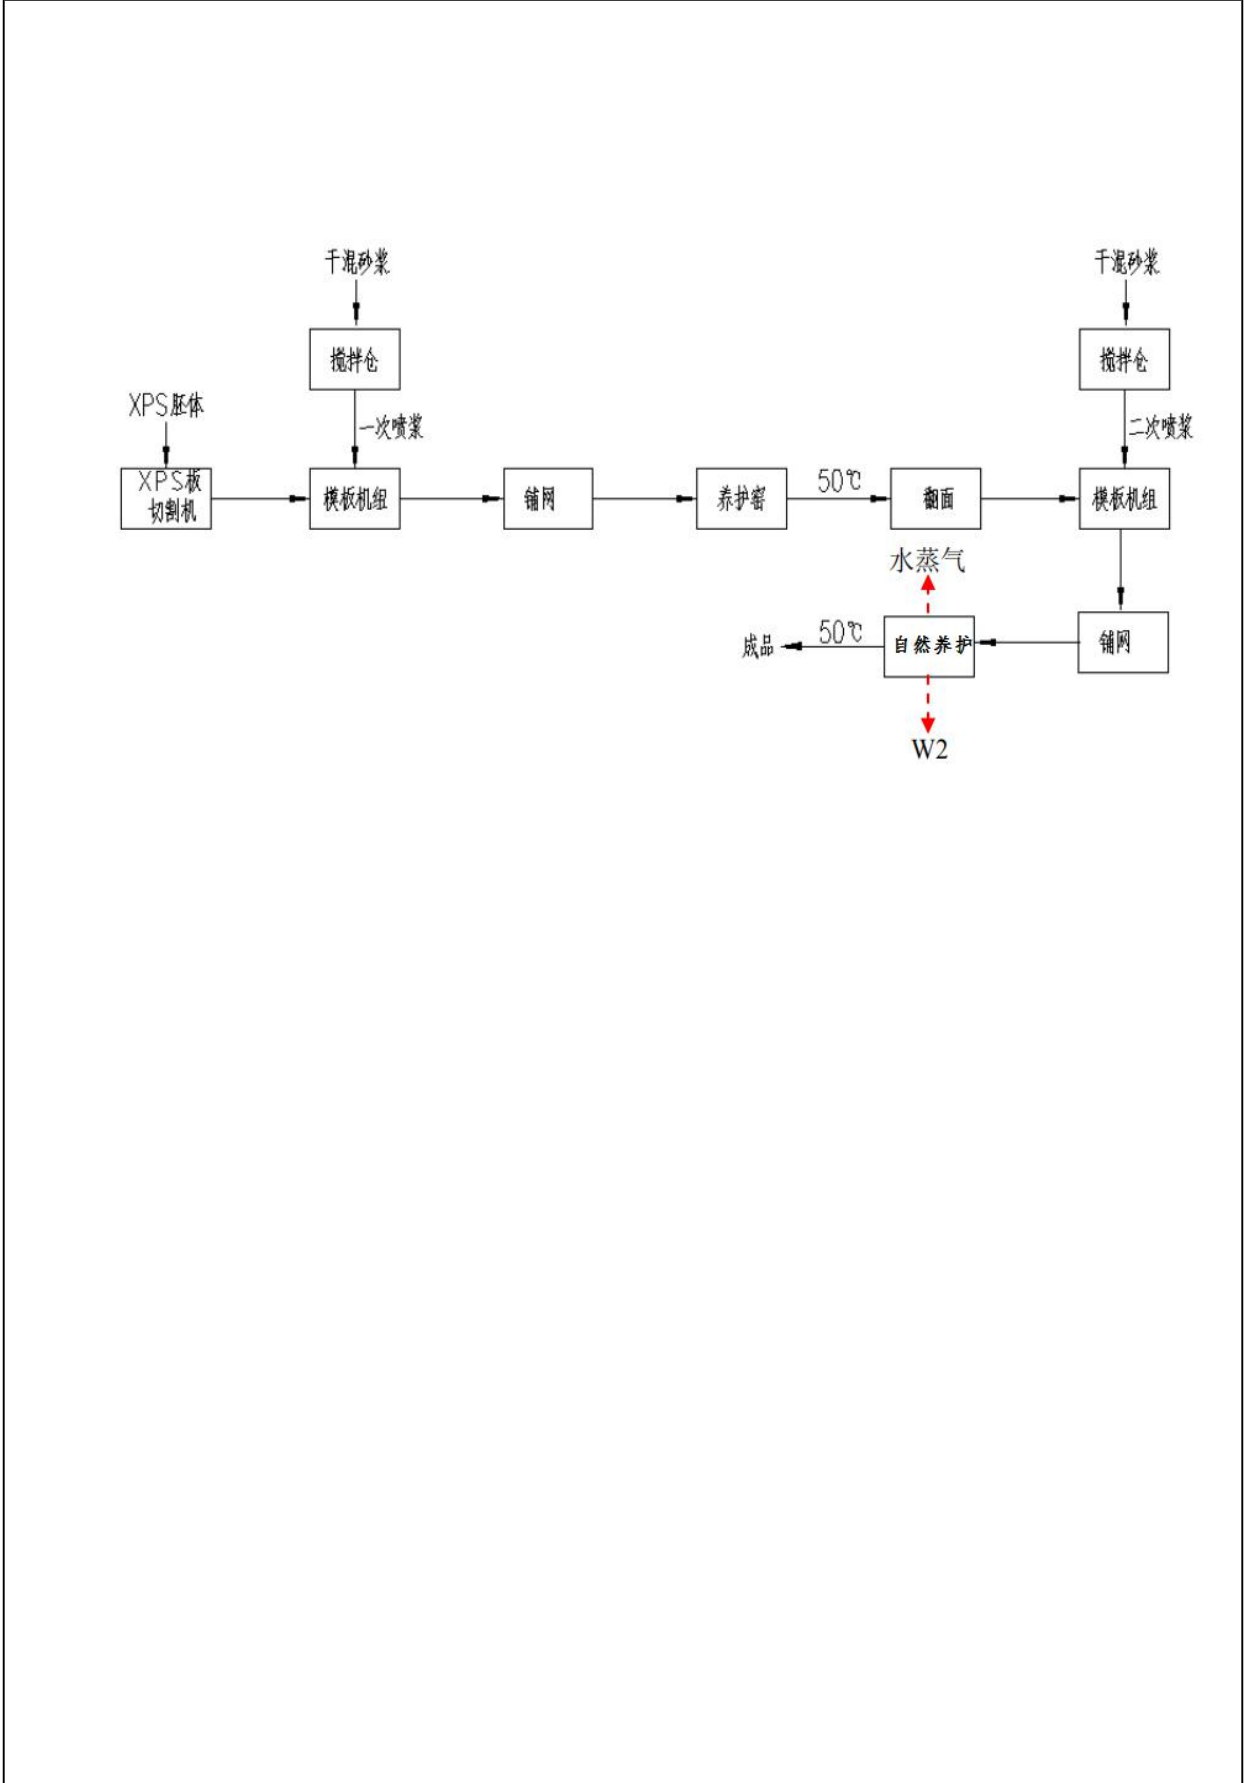 干混砂浆
干混砂浆
搅拌仓
搅拌仓
XPS胚体
一次喷浆
二次喷浆
XPS板
切割机
模板机组
铺网
养护窑
50℃
翻面
模板机组
水蒸气
成品
50℃
自然养护
铺网
W2